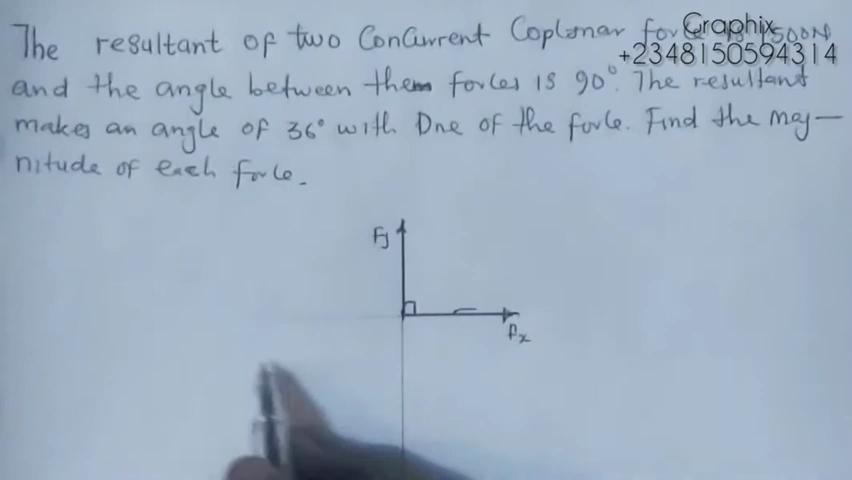 The resultant of two Concurrent Coplanar 1500N
Graphix
+2348150594314
and the angle between them forces is 90°. The resultant
makes an angle of 36° with One of the force. Find the mag-
nitude of each force.
Fy
Fx